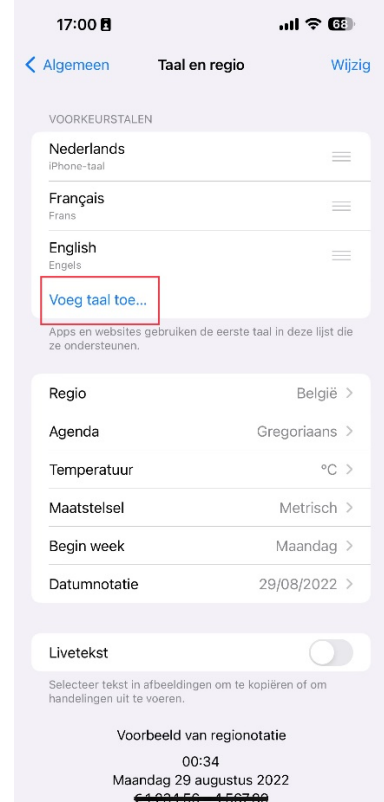 17:00 68
Algemeen Taal en regio Wijzig
VOORKEURSTALEN
Nederlands
iPhone-taal
Français
Frans
English
Engels
Voeg taal toe...
Apps en websites gebruiken de eerste taal in deze lijst die
ze ondersteunen.
Regio België
Agenda Gregoriaans
Temperatuur °C
Maatstelsel Metrisch
Begin week Maandag
Datumnotatie 29/08/2022
Livetekst
Selecteer tekst in afbeeldingen om te kopiëren of om
handelingen uit te voeren.
Voorbeeld van regionotatie
00:34
Maandag 29 augustus 2022